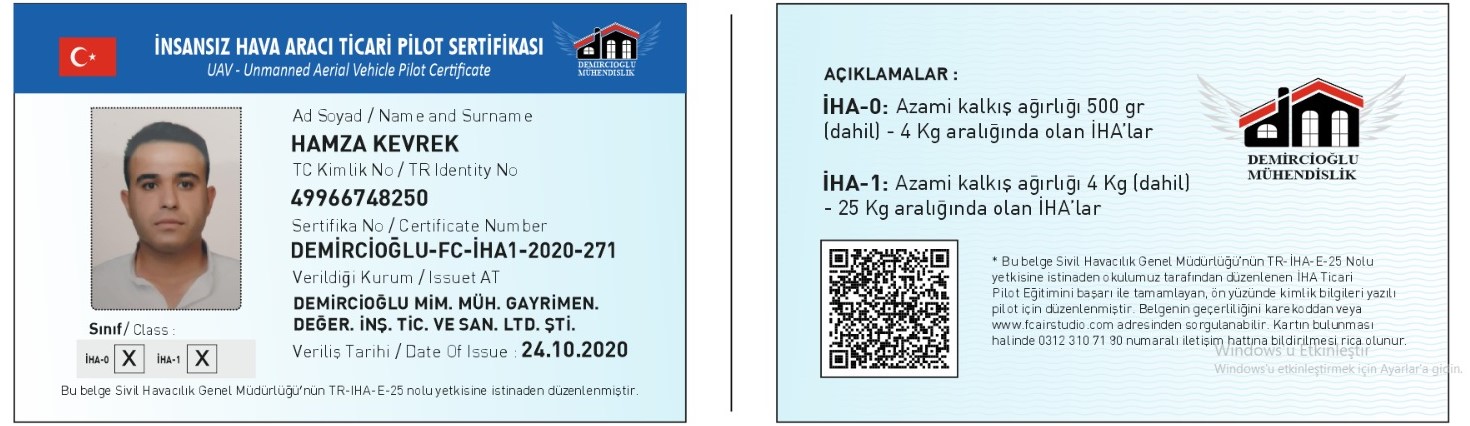 İNSANSIZ HAVA ARACI TİCARİ PİLOT SERTİFİKASI
UAV - Unmanned Aerial Vehicle Pilot Certificate
DEMİRCİOĞLU
MÜHENDİSLİK
Ad Soyad / Name and Surname
HAMZA KEVREK
TC Kimlik No / TR Identity No
49966748250
Sertifika No / Certificate Number
DEMİRCİOĞLU-FC-İHA1-2020-271
Verildiği Kurum / Issuet AT
DEMİRCİOĞLU MİM. MÜH. GAYRİMEN.
DEĞER. İNŞ. TİC. VE SAN. LTD. ŞTİ.
Veriliş Tarihi / Date Of Issue : 24.10.2020
Sınıf/ Class :
İHA-0 X İHA-1 X
Bu belge Sivil Havacılık Genel Müdürlüğü'nün TR-IHA-E-25 nolu yetkisine istinaden düzenlenmiştir.
AÇIKLAMALAR :
İHA-0: Azami kalkış ağırlığı 500 gr
(dahil) - 4 Kg aralığında olan İHA'lar
İHA-1: Azami kalkış ağırlığı 4 Kg (dahil)
- 25 Kg aralığında olan İHA'lar
DEMİRCİOĞLU
MÜHENDİSLİK
* Bu belge Sivil Havacılık Genel Müdürlüğü'nün TR-İHA-E-25 Nolu
yetkisine istinaden okulumuz tarafından düzenlenen İHA Ticari
Pilot Eğitimini başarı ile tamamlayan, ön yüzünde kimlik bilgileri yazılı
pilot için düzenlenmiştir. Belgenin geçerliliğini karekoddan veya
www.fcairstudio.com adresinden sorgulanabilir. Kartın bulunması
halinde 0312 310 71 90 numaralı iletişim hattına bildirilmesi rica olunur.
Windows'u Etkinleştir
Windows'u etkinleştirmek için Ayarlar'a gidin.